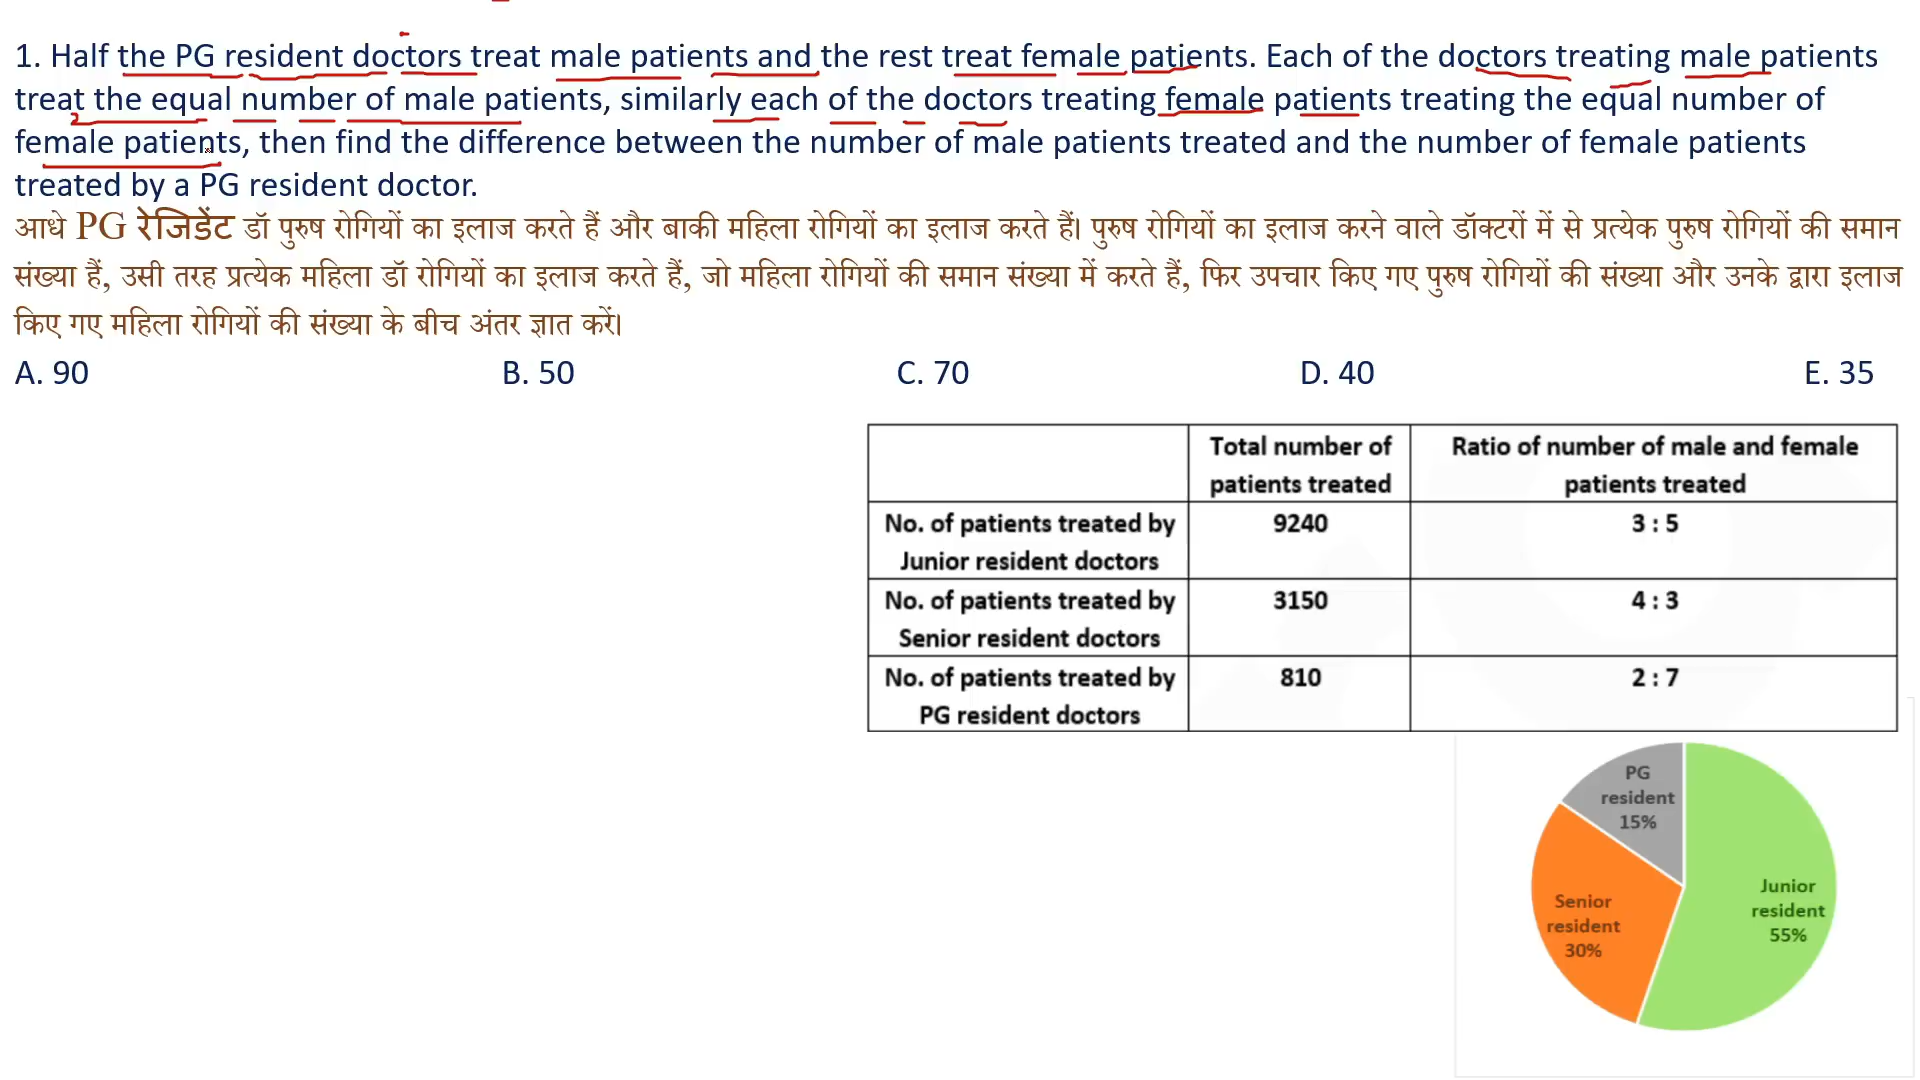 1. Half the PG resident doctors treat male patients and the rest treat female patients. Each of the doctors treating male patients
treat the equal number of male patients, similarly each of the doctors treating female patients treating the equal number of
female patients, then find the difference between the number of male patients treated and the number of female patients
treated by a PG resident doctor.
आधे PG रेजिडेंट डॉ पुरुष रोगियों का इलाज करते हैं और बाकी महिला रोगियों का इलाज करते हैं। पुरुष रोगियों का इलाज करने वाले डॉक्टरों में से प्रत्येक पुरुष रोगियों की समान
संख्या हैं, उसी तरह प्रत्येक महिला डॉ रोगियों का इलाज करते हैं, जो महिला रोगियों की समान संख्या में करते हैं, फिर उपचार किए गए पुरुष रोगियों की संख्या और उनके द्वारा इलाज
किए गए महिला रोगियों की संख्या के बीच अंतर ज्ञात करें।
A. 90 B. 50 C. 70 D. 40 E. 35
Total number of
patients treated
Ratio of number of male and female
patients treated
No. of patients treated by
Junior resident doctors
9240
3 : 5
No. of patients treated by
Senior resident doctors
3150
4 : 3
No. of patients treated by
PG resident doctors
810
2 : 7
PG
resident
15%
Junior
resident
55%
Senior
resident
30%